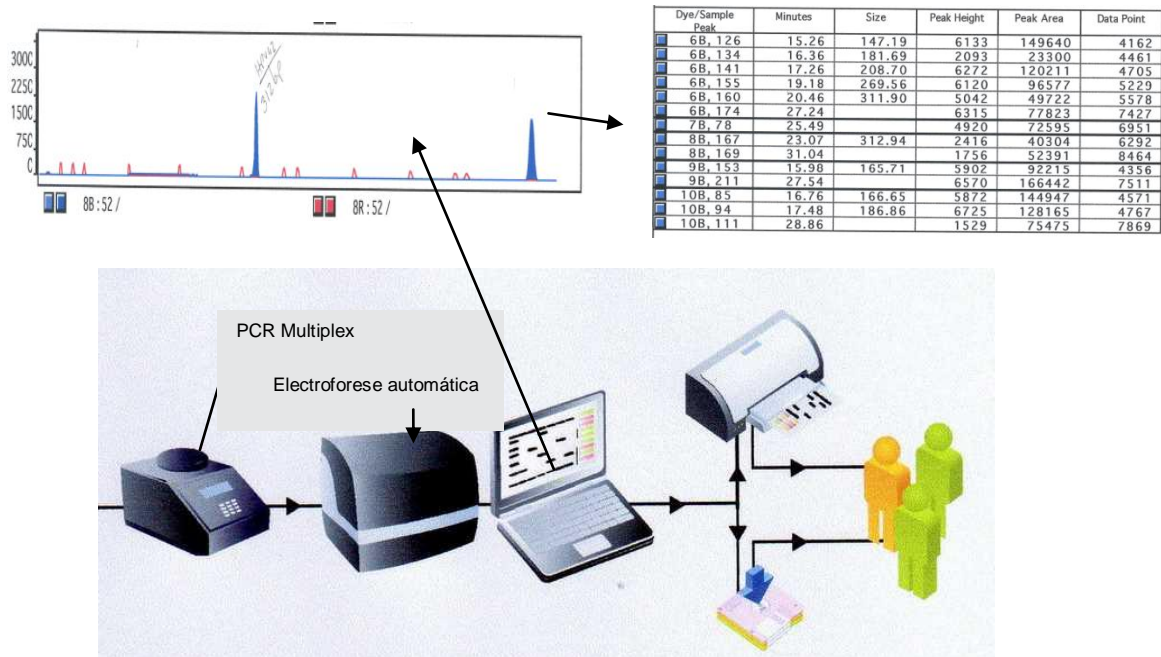 3000
2250
1500
750
0
HPV42
312 bp
8B : 52 /
8R : 52 /
Dye/Sample Peak Minutes Size Peak Height Peak Area Data Point
6B, 126 15.26 147.19 6133 149640 4162
6B, 134 16.36 181.69 2093 23300 4461
6B, 141 17.26 208.70 6272 120211 4705
6B, 155 19.18 269.56 6120 96577 5229
6B, 160 20.46 311.90 5042 49722 5578
6B, 174 27.24 6315 77823 7427
7B, 78 25.49 4920 72595 6951
8B, 167 23.07 312.94 2416 40304 6292
8B, 169 31.04 1756 52391 8464
9B, 153 15.98 165.71 5902 92215 4356
9B, 211 27.54 6570 166442 7511
10B, 85 16.76 166.65 5872 144947 4571
10B, 94 17.48 186.86 6725 128165 4767
10B, 111 28.86 1529 75475 7869
PCR Multiplex
Electroforese automática